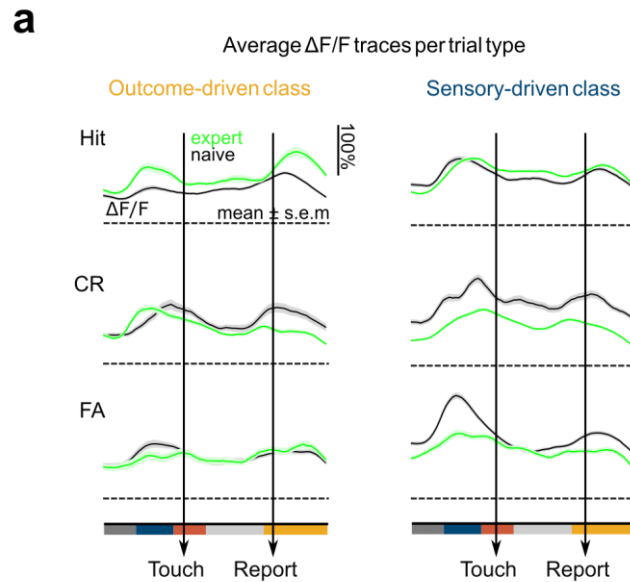 a
Average ΔF/F traces per trial type
Outcome-driven class
Sensory-driven class
Hit
expert
naive
100%
ΔF/F
mean ± s.e.m
CR
FA
Touch
Report
Touch
Report